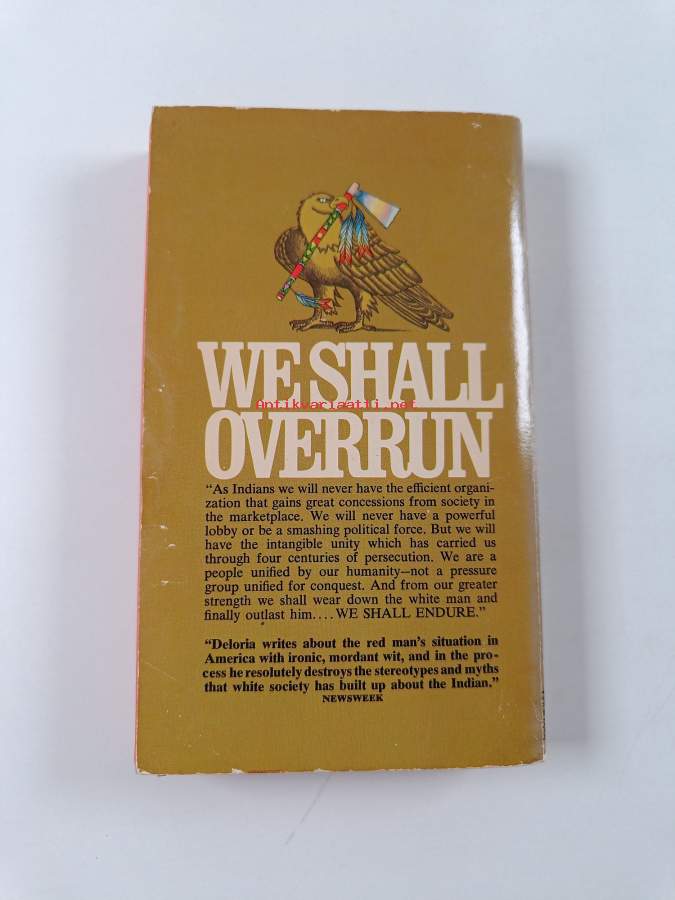 WE SHALL
Antikvariaatti.net
OVERRUN
“As Indians we will never have the efficient organi-
zation that gains great concessions from society in
the marketplace. We will never have a powerful
lobby or be a smashing political force. But we will
have the intangible unity which has carried us
through four centuries of persecution. We are a
people unified by our humanity—not a pressure
group unified for conquest. And from our greater
strength we shall wear down the white man and
finally outlast him....WE SHALL ENDURE.”
“Deloria writes about the red man's situation in
America with ironic, mordant wit, and in the pro-
cess he resolutely destroys the stereotypes and myths
that white society has built up about the Indian.”
NEWSWEEK